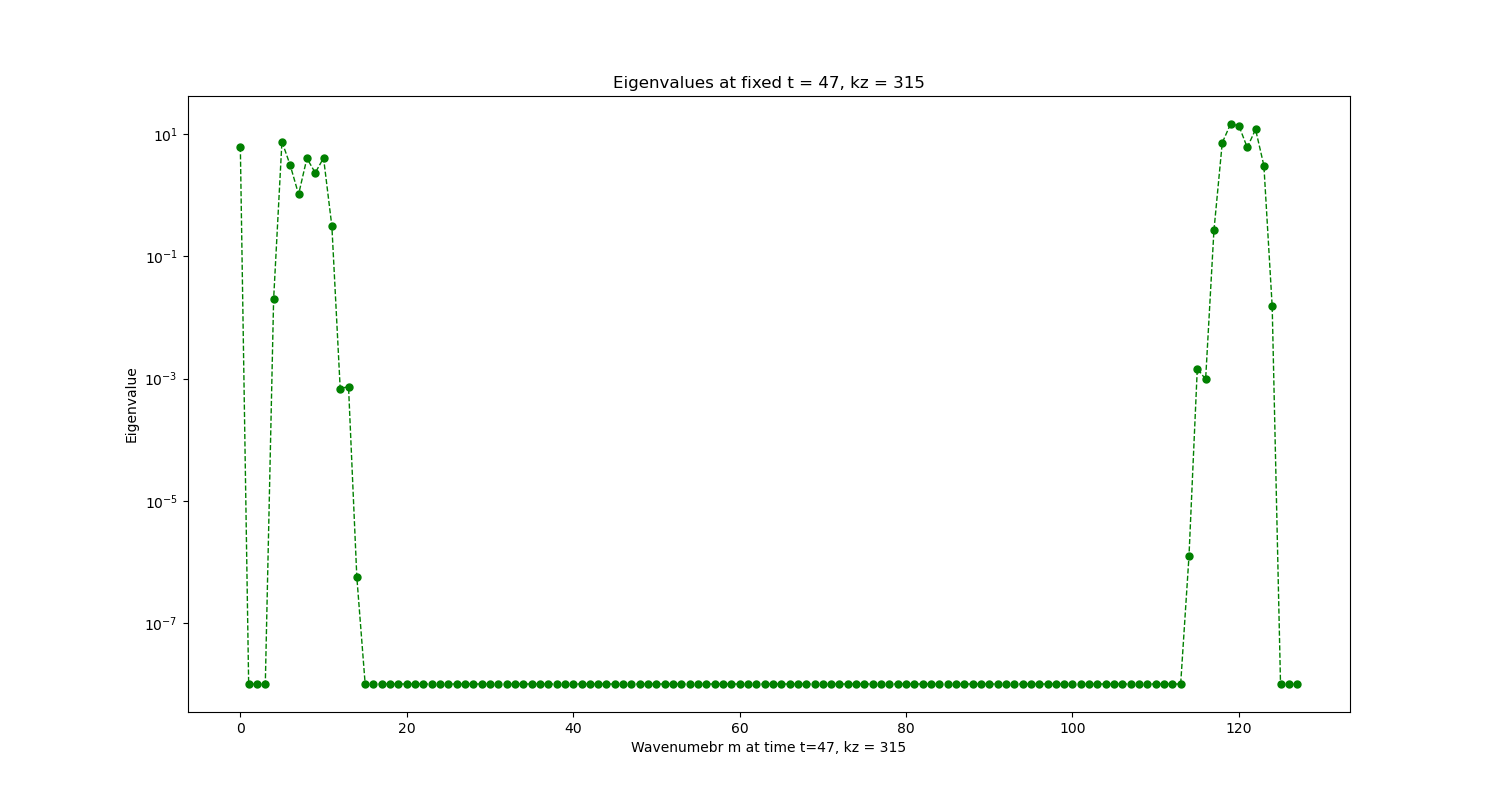 Eigenvalues at fixed t = 47, kz = 315
10^1
10^-1
10^-3
10^-5
10^-7
Eigenvalue
0 20 40 60 80 100 120
Wavenumebr m at time t=47, kz = 315